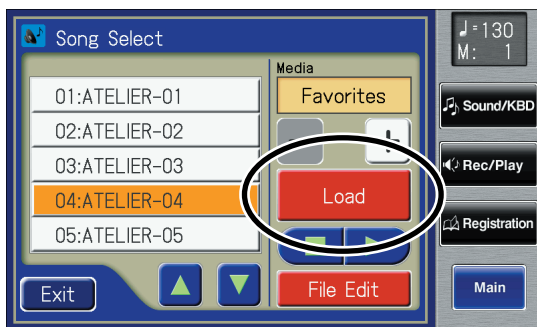 Song Select
♩=130
M: 1
Media
Favorites
01:ATELIER-01
02:ATELIER-02
03:ATELIER-03
04:ATELIER-04
05:ATELIER-05
Load
File Edit
Exit
Sound/KBD
Rec/Play
Registration
Main